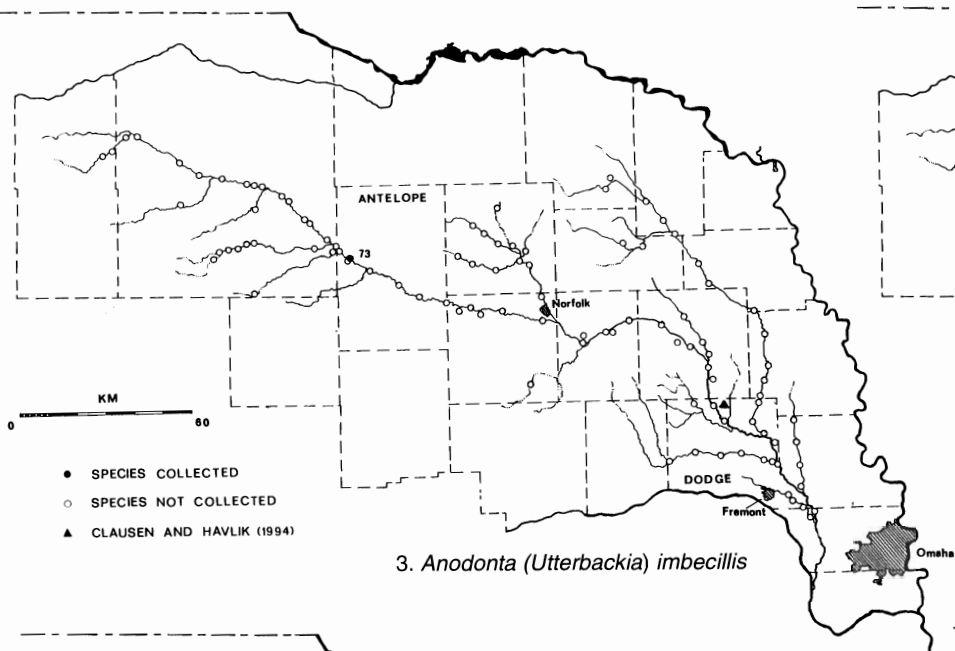 ANTELOPE
73
Norfolk
KM
0
60
● SPECIES COLLECTED
○ SPECIES NOT COLLECTED
▲ CLAUSEN AND HAVLIK (1994)
DODGE
Fremont
Omaha
3. Anodonta (Utterbackia) imbecillis